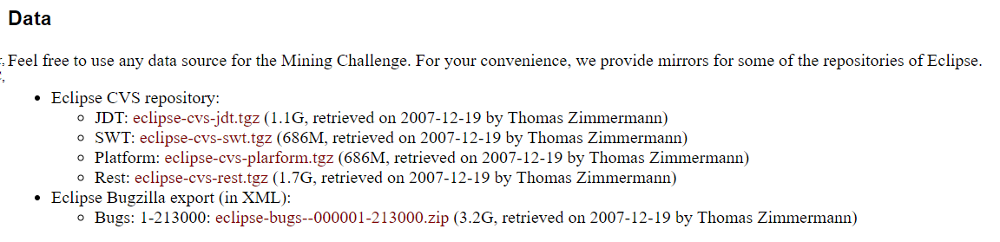 Data
Feel free to use any data source for the Mining Challenge. For your convenience, we provide mirrors for some of the repositories of Eclipse.
• Eclipse CVS repository:
◦ JDT: eclipse-cvs-jdt.tgz (1.1G, retrieved on 2007-12-19 by Thomas Zimmermann)
◦ SWT: eclipse-cvs-swt.tgz (686M, retrieved on 2007-12-19 by Thomas Zimmermann)
◦ Platform: eclipse-cvs-plarform.tgz (686M, retrieved on 2007-12-19 by Thomas Zimmermann)
◦ Rest: eclipse-cvs-rest.tgz (1.7G, retrieved on 2007-12-19 by Thomas Zimmermann)
• Eclipse Bugzilla export (in XML):
◦ Bugs: 1-213000: eclipse-bugs--000001-213000.zip (3.2G, retrieved on 2007-12-19 by Thomas Zimmermann)